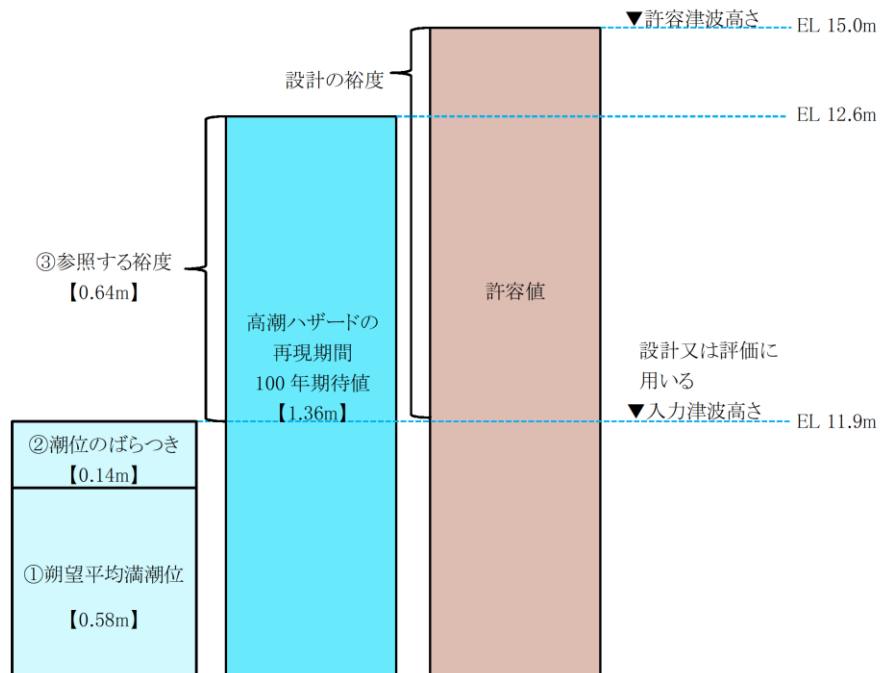 ▼許容津波高さ
EL 15.0m
設計の裕度
EL 12.6m
③参照する裕度
【0.64m】
高潮ハザードの
再現期間
100 年期待値
【1.36m】
許容値
設計又は評価に
用いる
▼入力津波高さ
EL 11.9m
②潮位のばらつき
【0.14m】
①朔望平均満潮位
【0.58m】